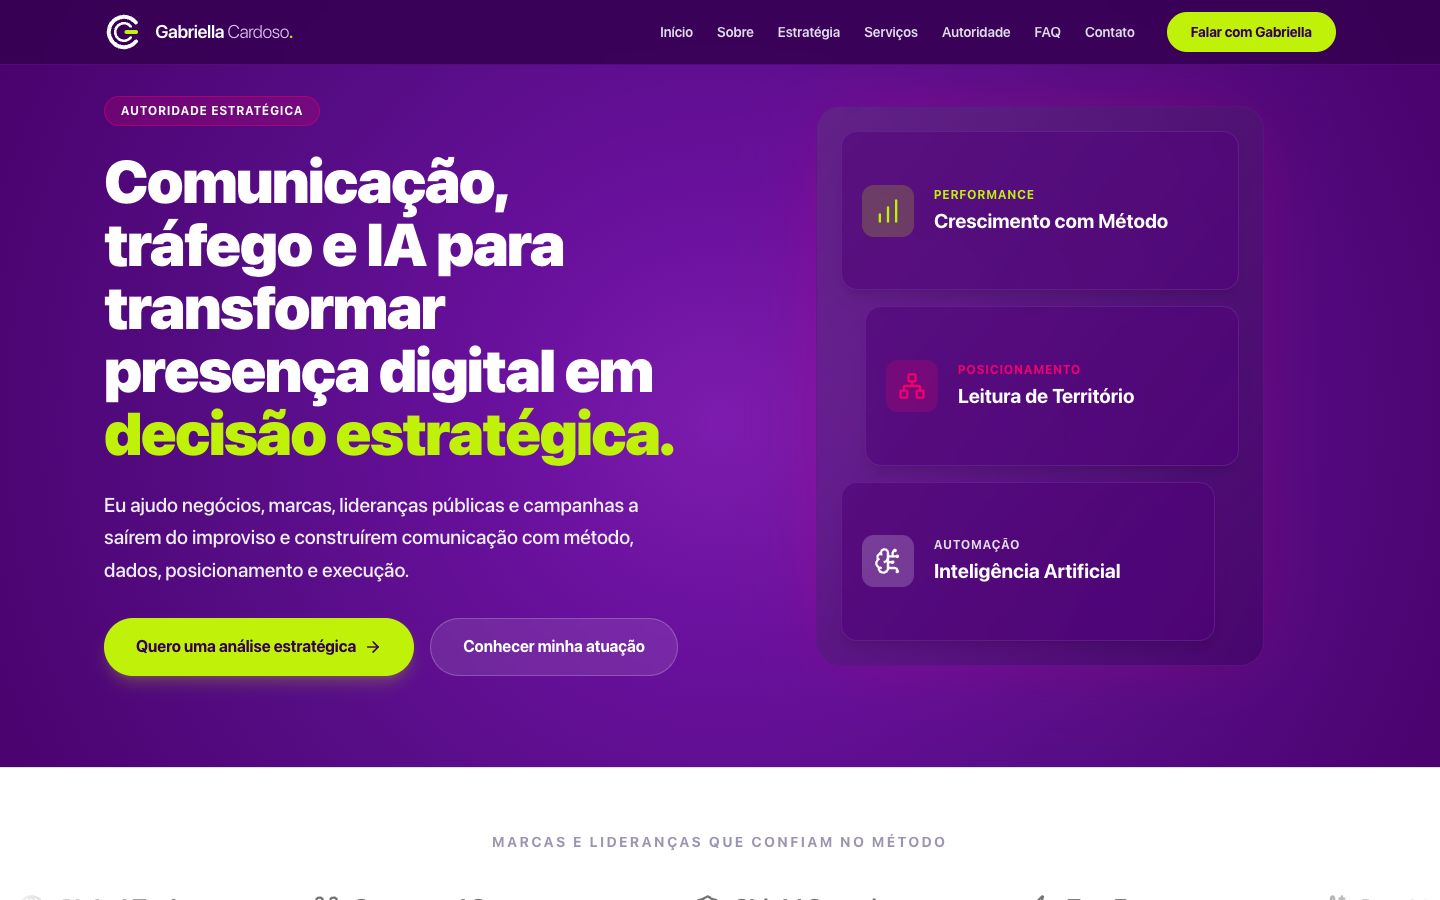 Gabriella Cardoso.
Início
Sobre
Estratégia
Serviços
Autoridade
FAQ
Contato
Falar com Gabriella
AUTORIDADE ESTRATÉGICA
Comunicação,
tráfego e IA para
transformar
presença digital em
decisão estratégica.
Eu ajudo negócios, marcas, lideranças públicas e campanhas a
saírem do improviso e construírem comunicação com método,
dados, posicionamento e execução.
Quero uma análise estratégica
Conhecer minha atuação
PERFORMANCE
Crescimento com Método
POSICIONAMENTO
Leitura de Território
AUTOMAÇÃO
Inteligência Artificial
MARCAS E LIDERANÇAS QUE CONFIAM NO MÉTODO